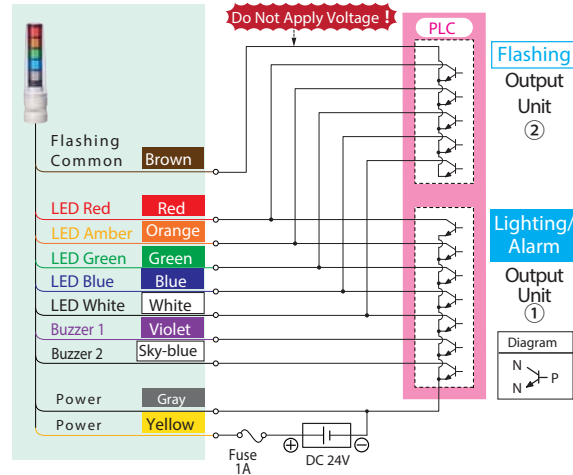 Do Not Apply Voltage !
PLC
Flashing
Output
Unit
②
Flashing
Common
Brown
LED Red
Red
LED Amber
Orange
LED Green
Green
LED Blue
Blue
LED White
White
Buzzer 1
Violet
Buzzer 2
Sky-blue
Power
Gray
Power
Yellow
Lighting/
Alarm
Output
Unit
①
Diagram
N
P
N
Fuse
1A
⊕
DC 24V
⊖